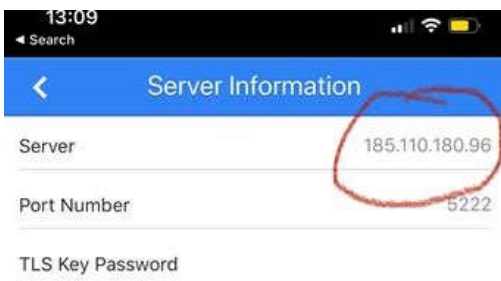 13:09
◀ Search
Server Information
Server 185.110.180.96
Port Number 5222
TLS Key Password